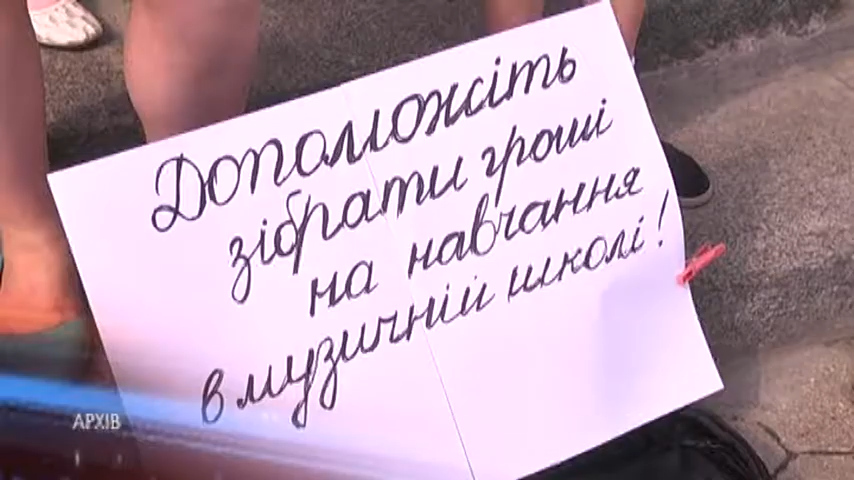 Допоможіть
зібрати гроші
на навчання
в музичній школі!
АРХІВ